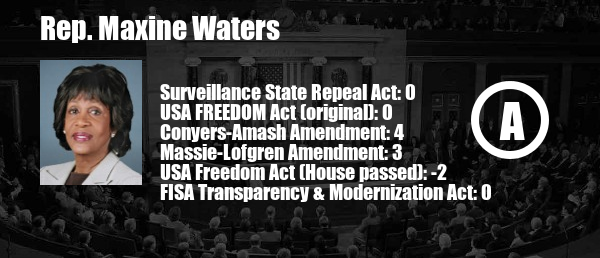 Rep. Maxine Waters
Surveillance State Repeal Act: 0
USA FREEDOM Act (original): 0
Conyers-Amash Amendment: 4
Massie-Lofgren Amendment: 3
USA Freedom Act (House passed): -2
FISA Transparency & Modernization Act: 0
A